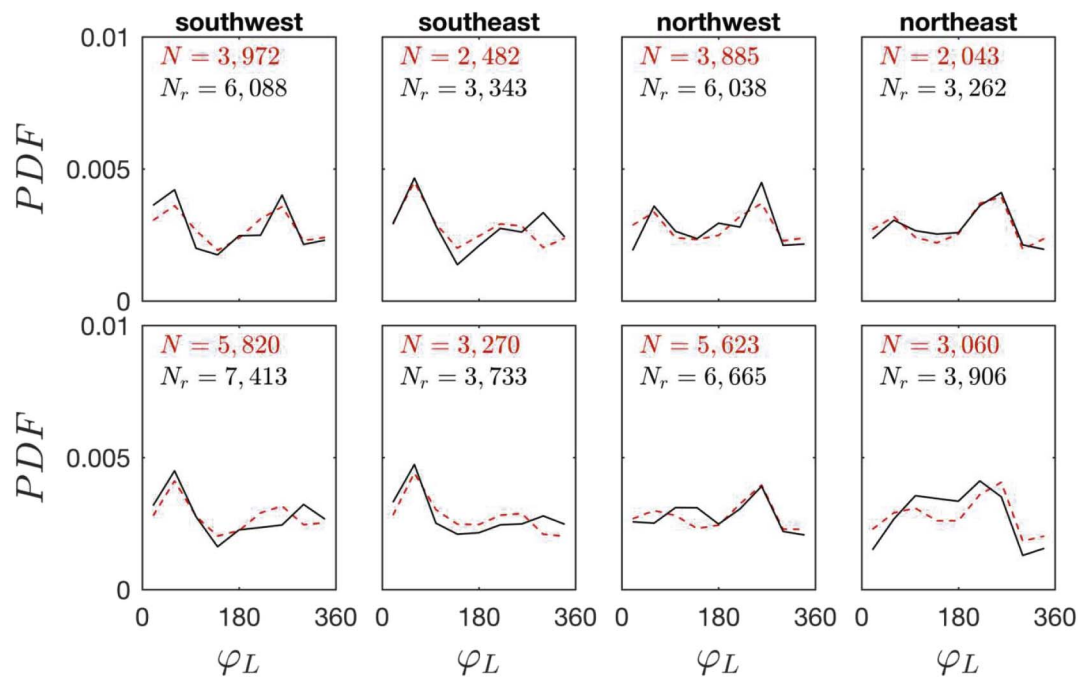 southwest southeast northwest northeast
0.01
N = 3,972 N = 2,482 N = 3,885 N = 2,043
N_r = 6,088 N_r = 3,343 N_r = 6,038 N_r = 3,262
PDF
0.005
0
0.01
N = 5,820 N = 3,270 N = 5,623 N = 3,060
N_r = 7,413 N_r = 3,733 N_r = 6,665 N_r = 3,906
PDF
0.005
0
0 180 360 0 180 360 0 180 360 0 180 360
φ_L φ_L φ_L φ_L